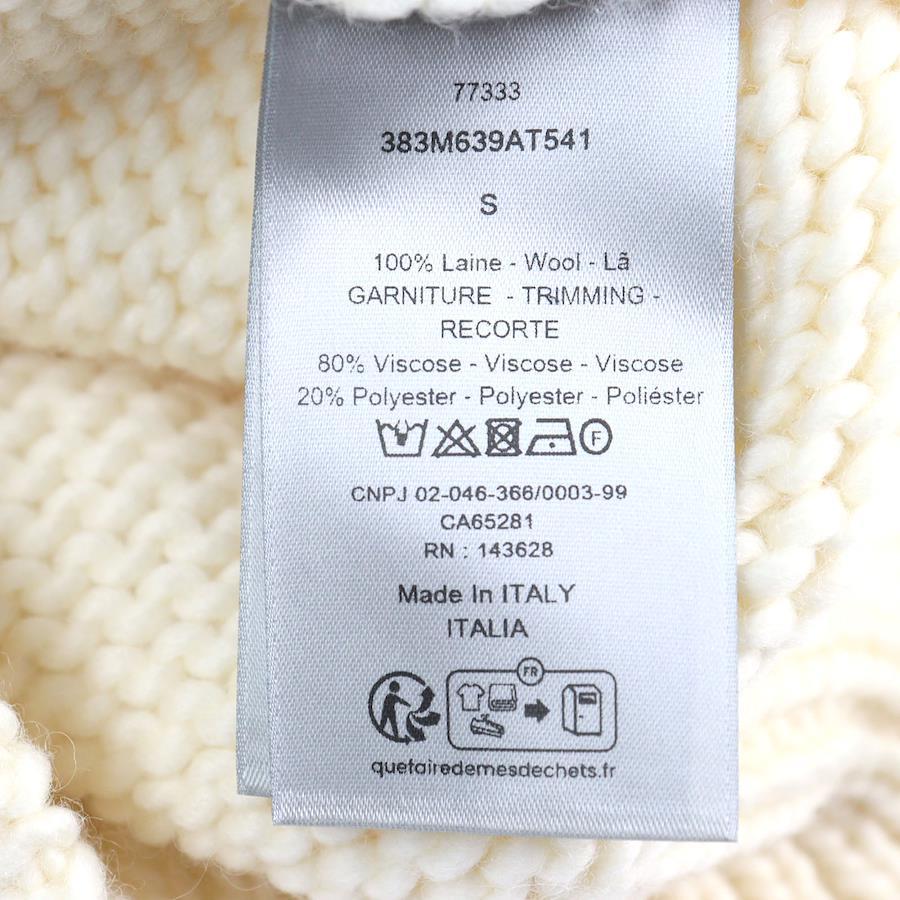 77333
383M639AT541
S
100% Laine - Wool - Lã
GARNITURE - TRIMMING -
RECORTE
80% Viscose - Viscose - Viscose
20% Polyester - Polyester - Poliéster
F
CNPJ 02-046-366/0003-99
CA65281
RN : 143628
Made In ITALY
ITALIA
FR
quefairedemesdechets.fr